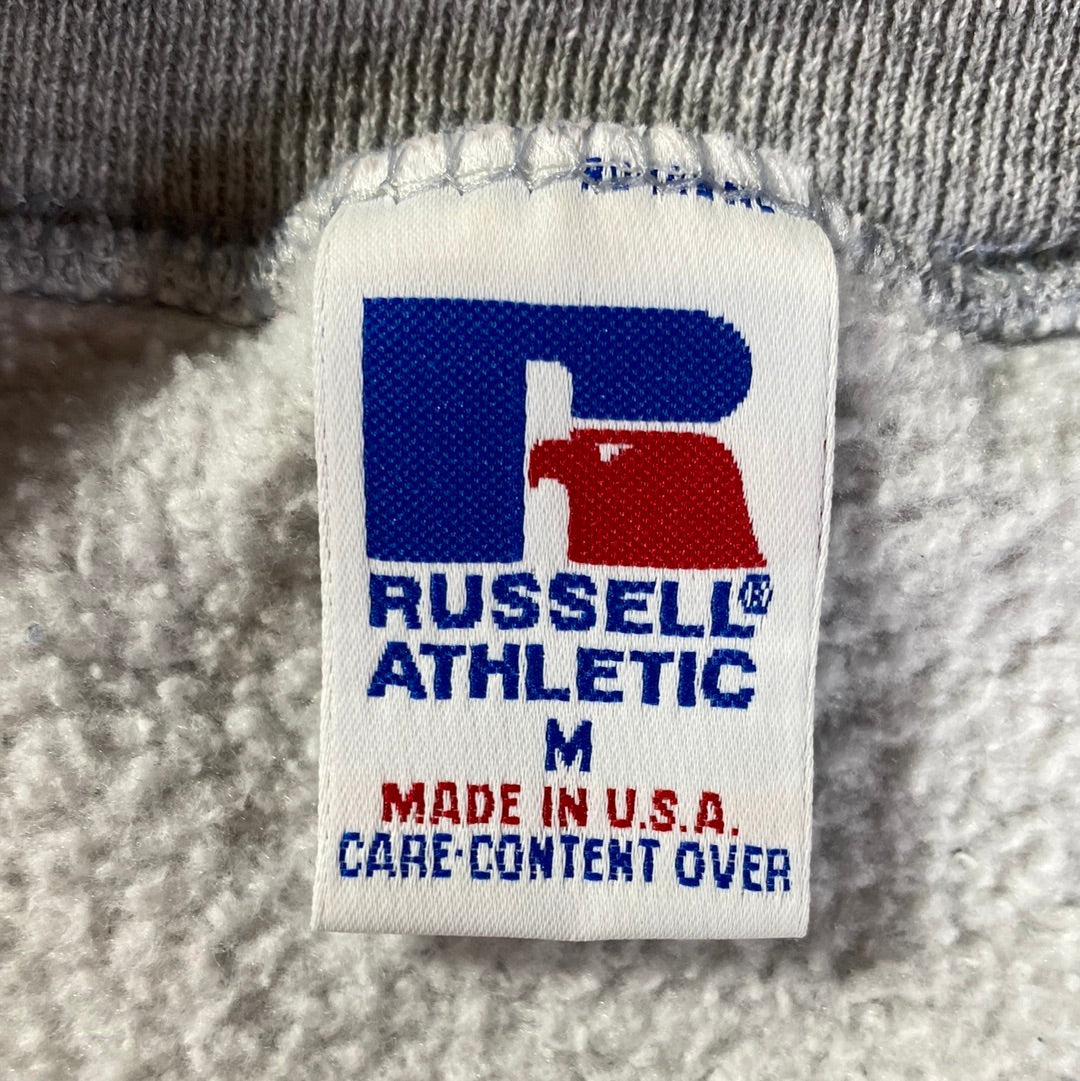 RUSSELL®
ATHLETIC
M
MADE IN U.S.A.
CARE·CONTENT OVER